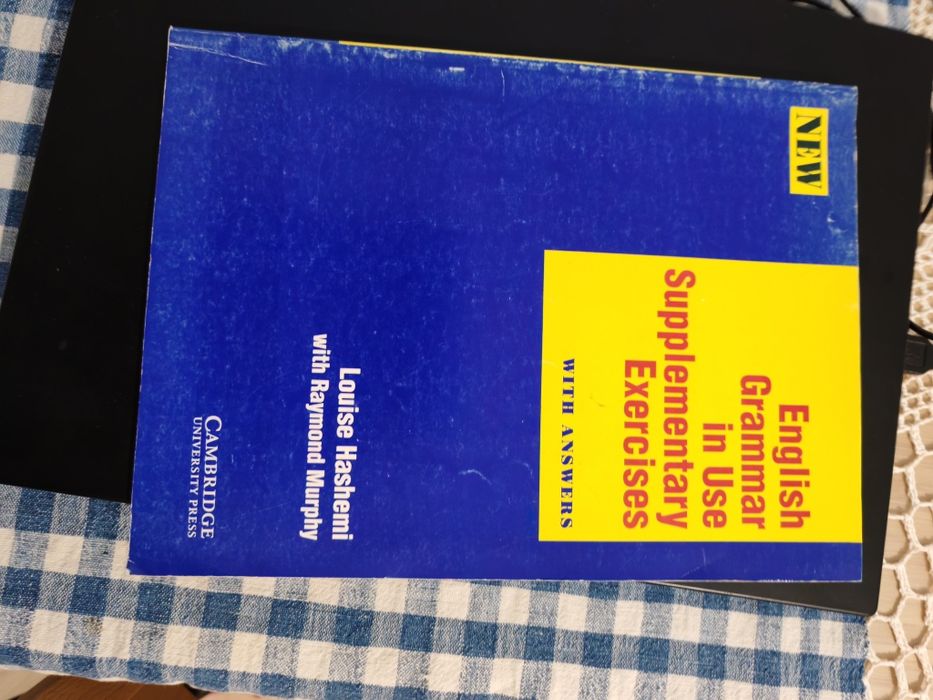 NEW
English
Grammar
in Use
Supplementary
Exercises
WITH ANSWERS
Louise Hashemi
with Raymond Murphy
CAMBRIDGE
UNIVERSITY PRESS